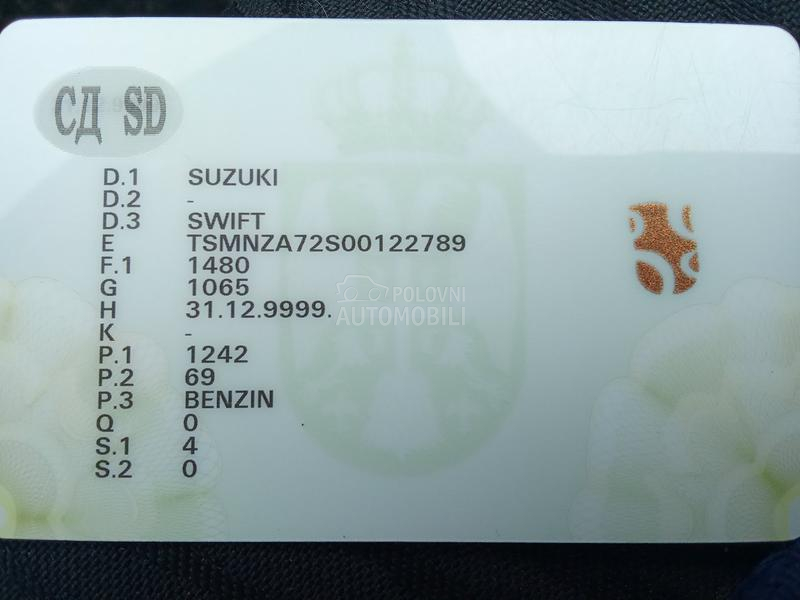 СД SD
D.1 SUZUKI
D.2 -
D.3 SWIFT
E TSMNZA72S00122789
F.1 1480
G 1065
H 31.12.9999.
K -
P.1 1242
P.2 69
P.3 BENZIN
Q 0
S.1 4
S.2 0
POLOVNI
AUTOMOBILI